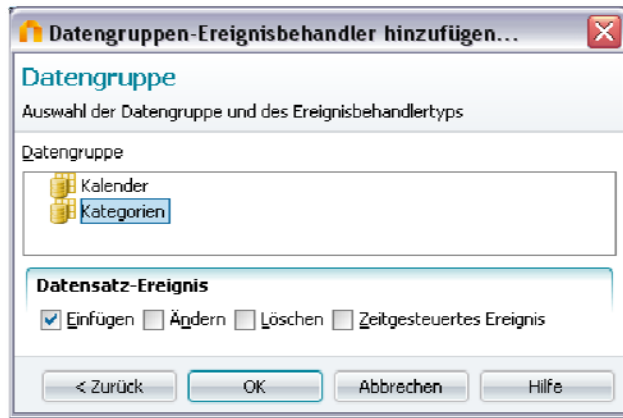 Datengruppen-Ereignisbehandler hinzufügen...
Datengruppe
Auswahl der Datengruppe und des Ereignisbehandlertyps
Datengruppe
Kalender
Kategorien
Datensatz-Ereignis
Einfügen Ändern Löschen Zeitgesteuertes Ereignis
< Zurück OK Abbrechen Hilfe